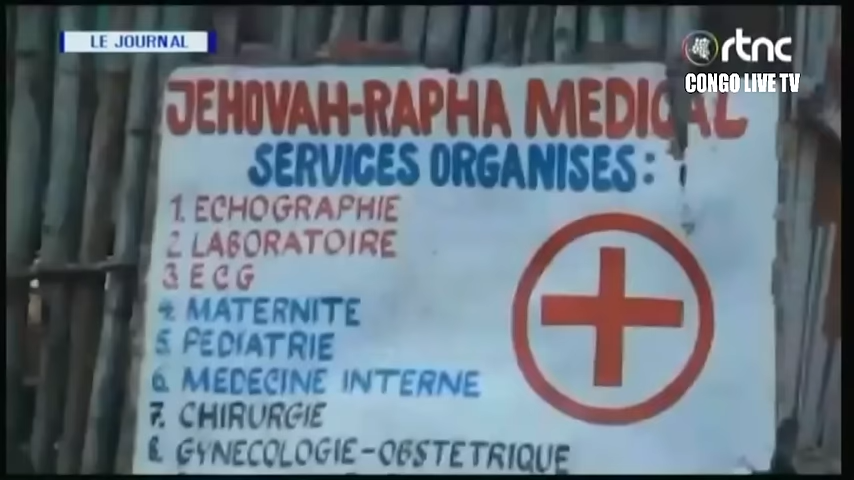 LE JOURNAL
rtnc
CONGO LIVE TV
JEHOVAH-RAPHA MEDICAL
SERVICES ORGANISES :
1. ECHOGRAPHIE
2. LABORATOIRE
3. ECG
4. MATERNITE
5. PEDIATRIE
6. MEDECINE INTERNE
7. CHIRURGIE
8. GYNECOLOGIE-OBSTETRIQUE